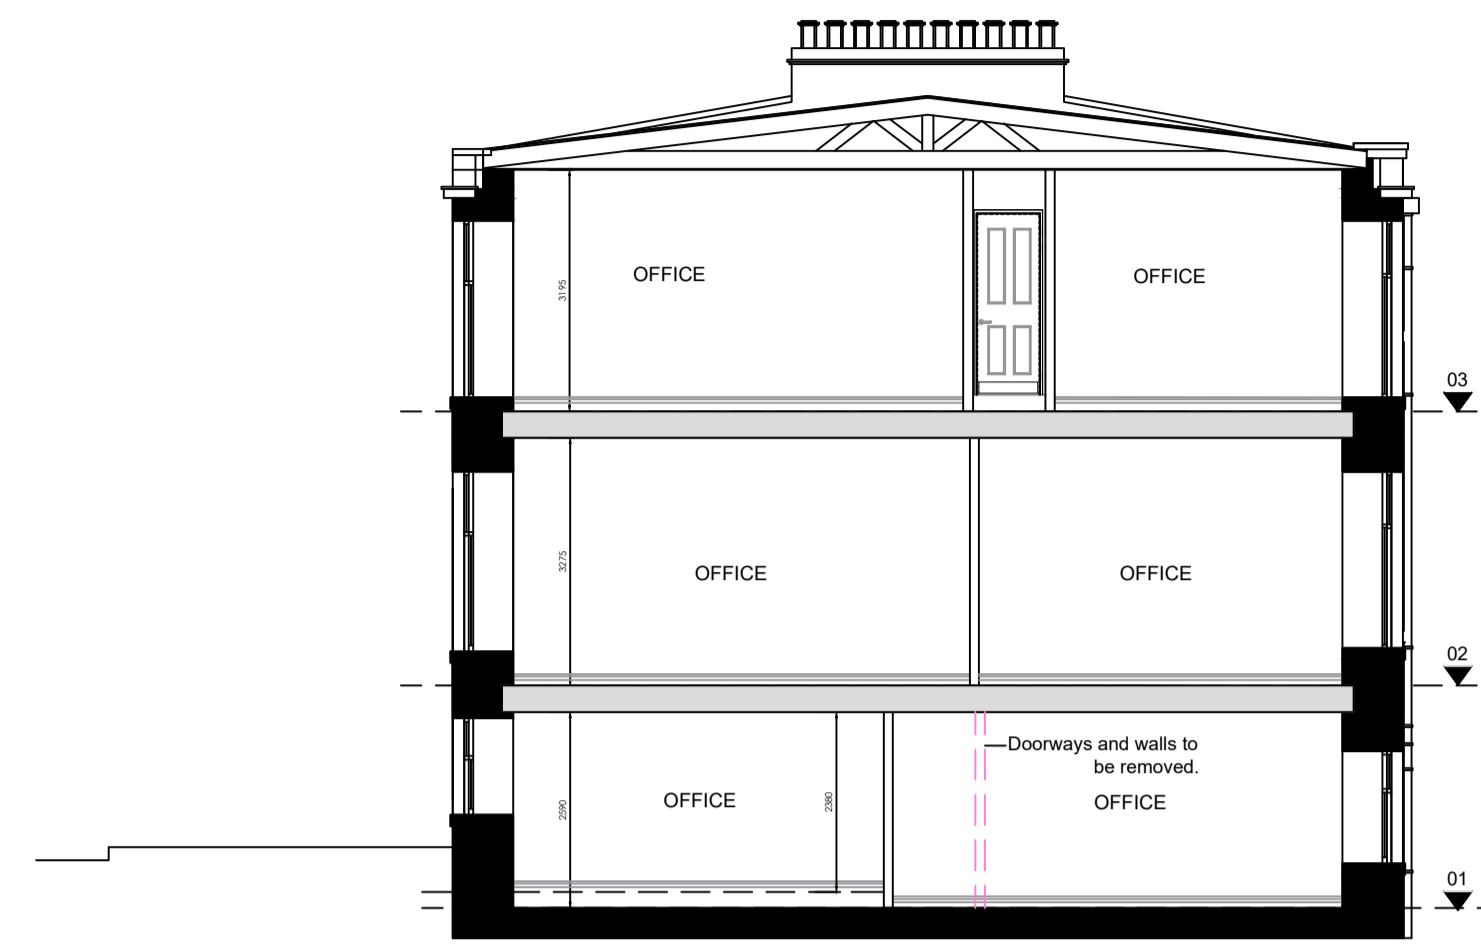 OFFICE
OFFICE
3195
03
3275
OFFICE
OFFICE
02
Doorways and walls to
be removed.
OFFICE
OFFICE
2590
2380
01